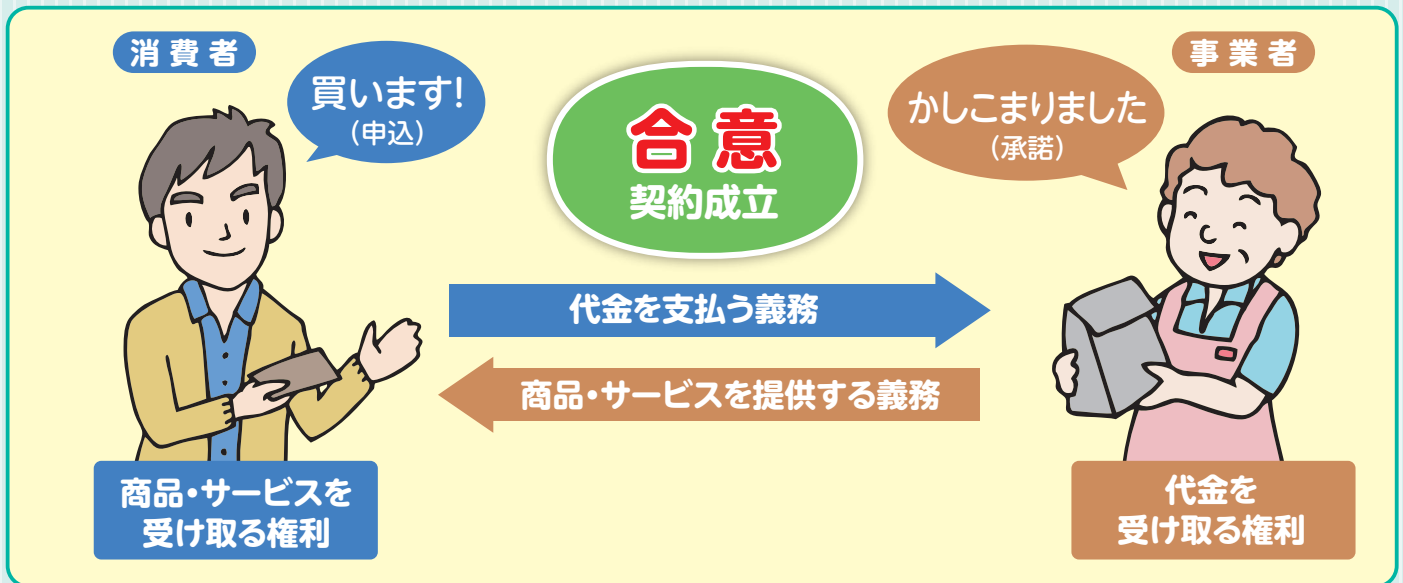 消費者
買います!
(申込)
合意
契約成立
かしこまりました
(承諾)
事業者
代金を支払う義務
商品・サービスを提供する義務
商品・サービスを
受け取る権利
代金を
受け取る権利